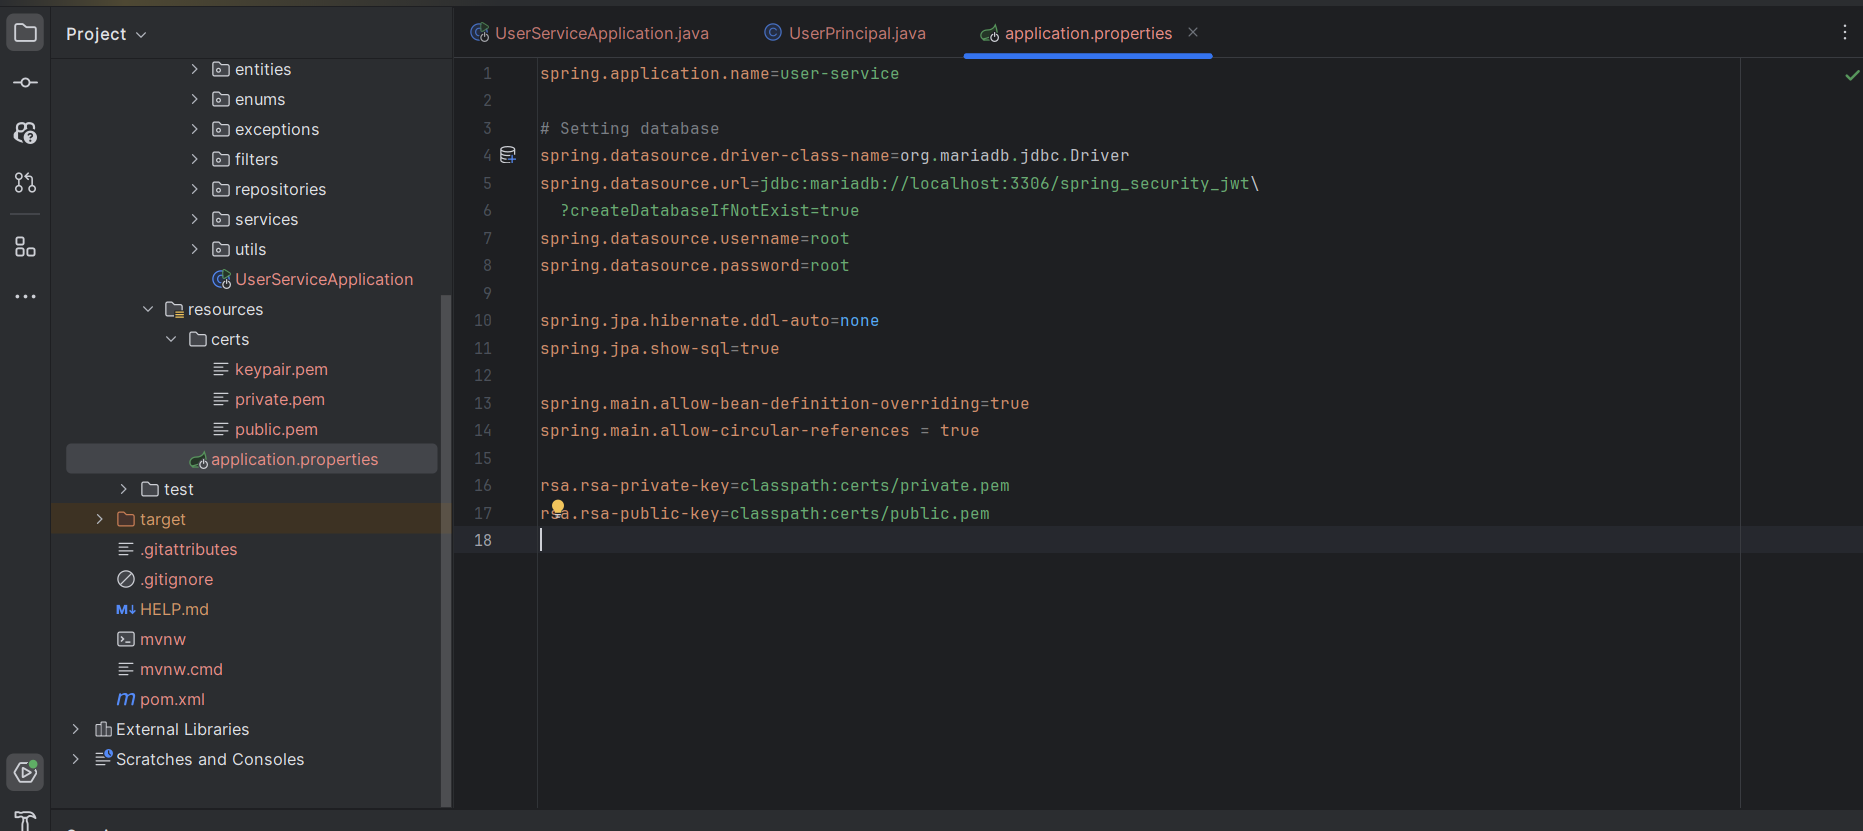 Project
entities
enums
exceptions
filters
repositories
services
utils
UserServiceApplication
resources
certs
keypair.pem
private.pem
public.pem
application.properties
test
target
.gitattributes
.gitignore
M↓ HELP.md
mvnw
mvnw.cmd
m pom.xml
External Libraries
Scratches and Consoles
UserServiceApplication.java
UserPrincipal.java
application.properties
1 spring.application.name=user-service
2
3 # Setting database
4 spring.datasource.driver-class-name=org.mariadb.jdbc.Driver
5 spring.datasource.url=jdbc:mariadb://localhost:3306/spring_security_jwt\
6 ?createDatabaseIfNotExist=true
7 spring.datasource.username=root
8 spring.datasource.password=root
9
10 spring.jpa.hibernate.ddl-auto=none
11 spring.jpa.show-sql=true
12
13 spring.main.allow-bean-definition-overriding=true
14 spring.main.allow-circular-references = true
15
16 rsa.rsa-private-key=classpath:certs/private.pem
17 rsa.rsa-public-key=classpath:certs/public.pem
18